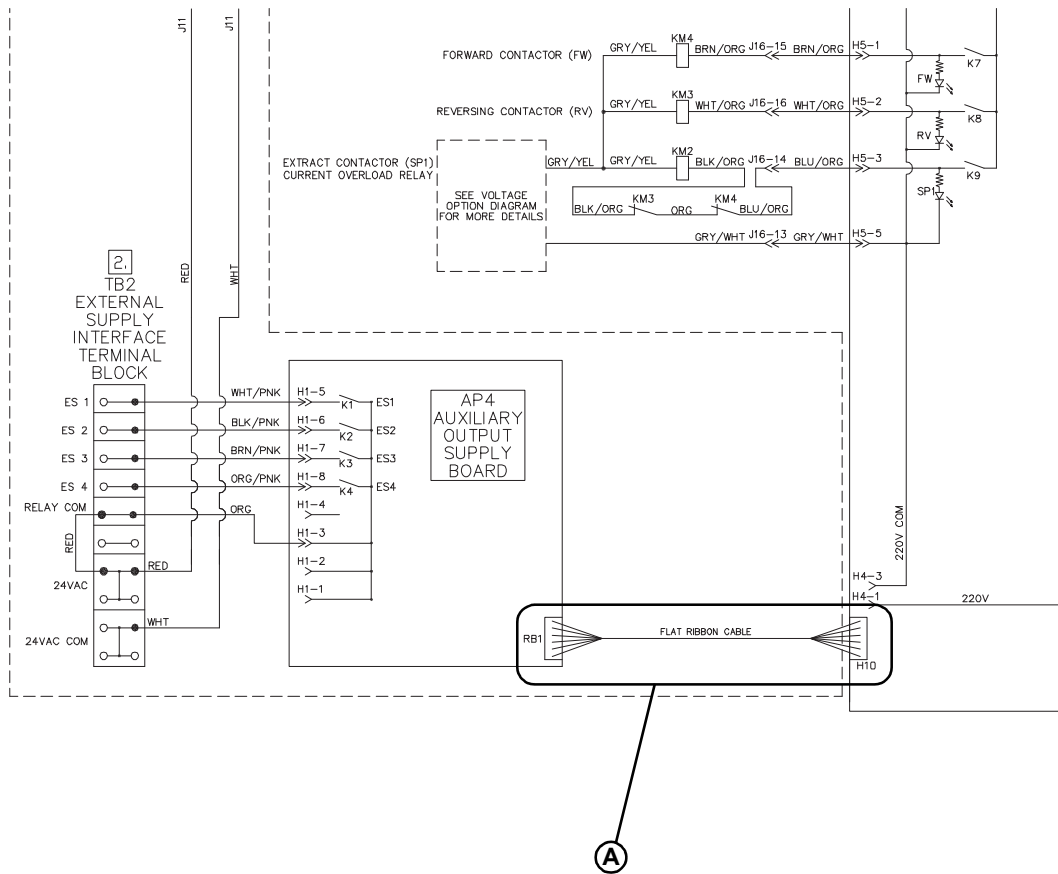 J11
J11
FORWARD CONTACTOR (FW)
GRY/YEL
KM4
BRN/ORG
J16-15
BRN/ORG
H5-1
K7
FW
REVERSING CONTACTOR (RV)
GRY/YEL
KM3
WHT/ORG
J16-16
WHT/ORG
H5-2
K8
RV
EXTRACT CONTACTOR (SP1)
CURRENT OVERLOAD RELAY
GRY/YEL
GRY/YEL
KM2
BLK/ORG
J16-14
BLU/ORG
H5-3
K9
SP1
SEE VOLTAGE
OPTION DIAGRAM
FOR MORE DETAILS
BLK/ORG
KM3
ORG
KM4
BLU/ORG
GRY/WHT
J16-13
GRY/WHT
H5-5
RED
WHT
2.
TB2
EXTERNAL
SUPPLY
INTERFACE
TERMINAL
BLOCK
ES 1
WHT/PNK
H1-5
K1
ES1
ES 2
BLK/PNK
H1-6
K2
ES2
ES 3
BRN/PNK
H1-7
K3
ES3
ES 4
ORG/PNK
H1-8
K4
ES4
RELAY COM
ORG
H1-4
H1-3
H1-2
H1-1
RED
24VAC
RED
24VAC COM
WHT
AP4
AUXILIARY
OUTPUT
SUPPLY
BOARD
220V COM
H4-3
H4-1
220V
RB1
FLAT RIBBON CABLE
H10
A